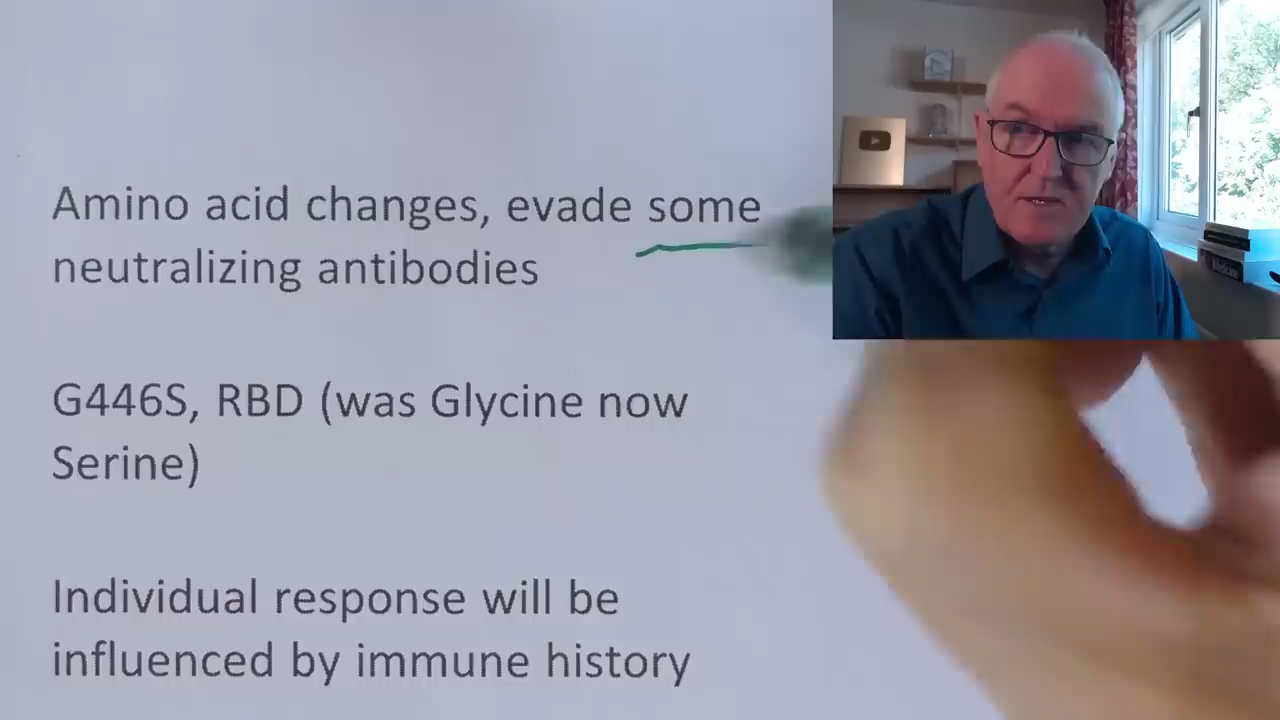 Amino acid changes, evade some
neutralizing antibodies
G446S, RBD (was Glycine now
Serine)
Individual response will be
influenced by immune history